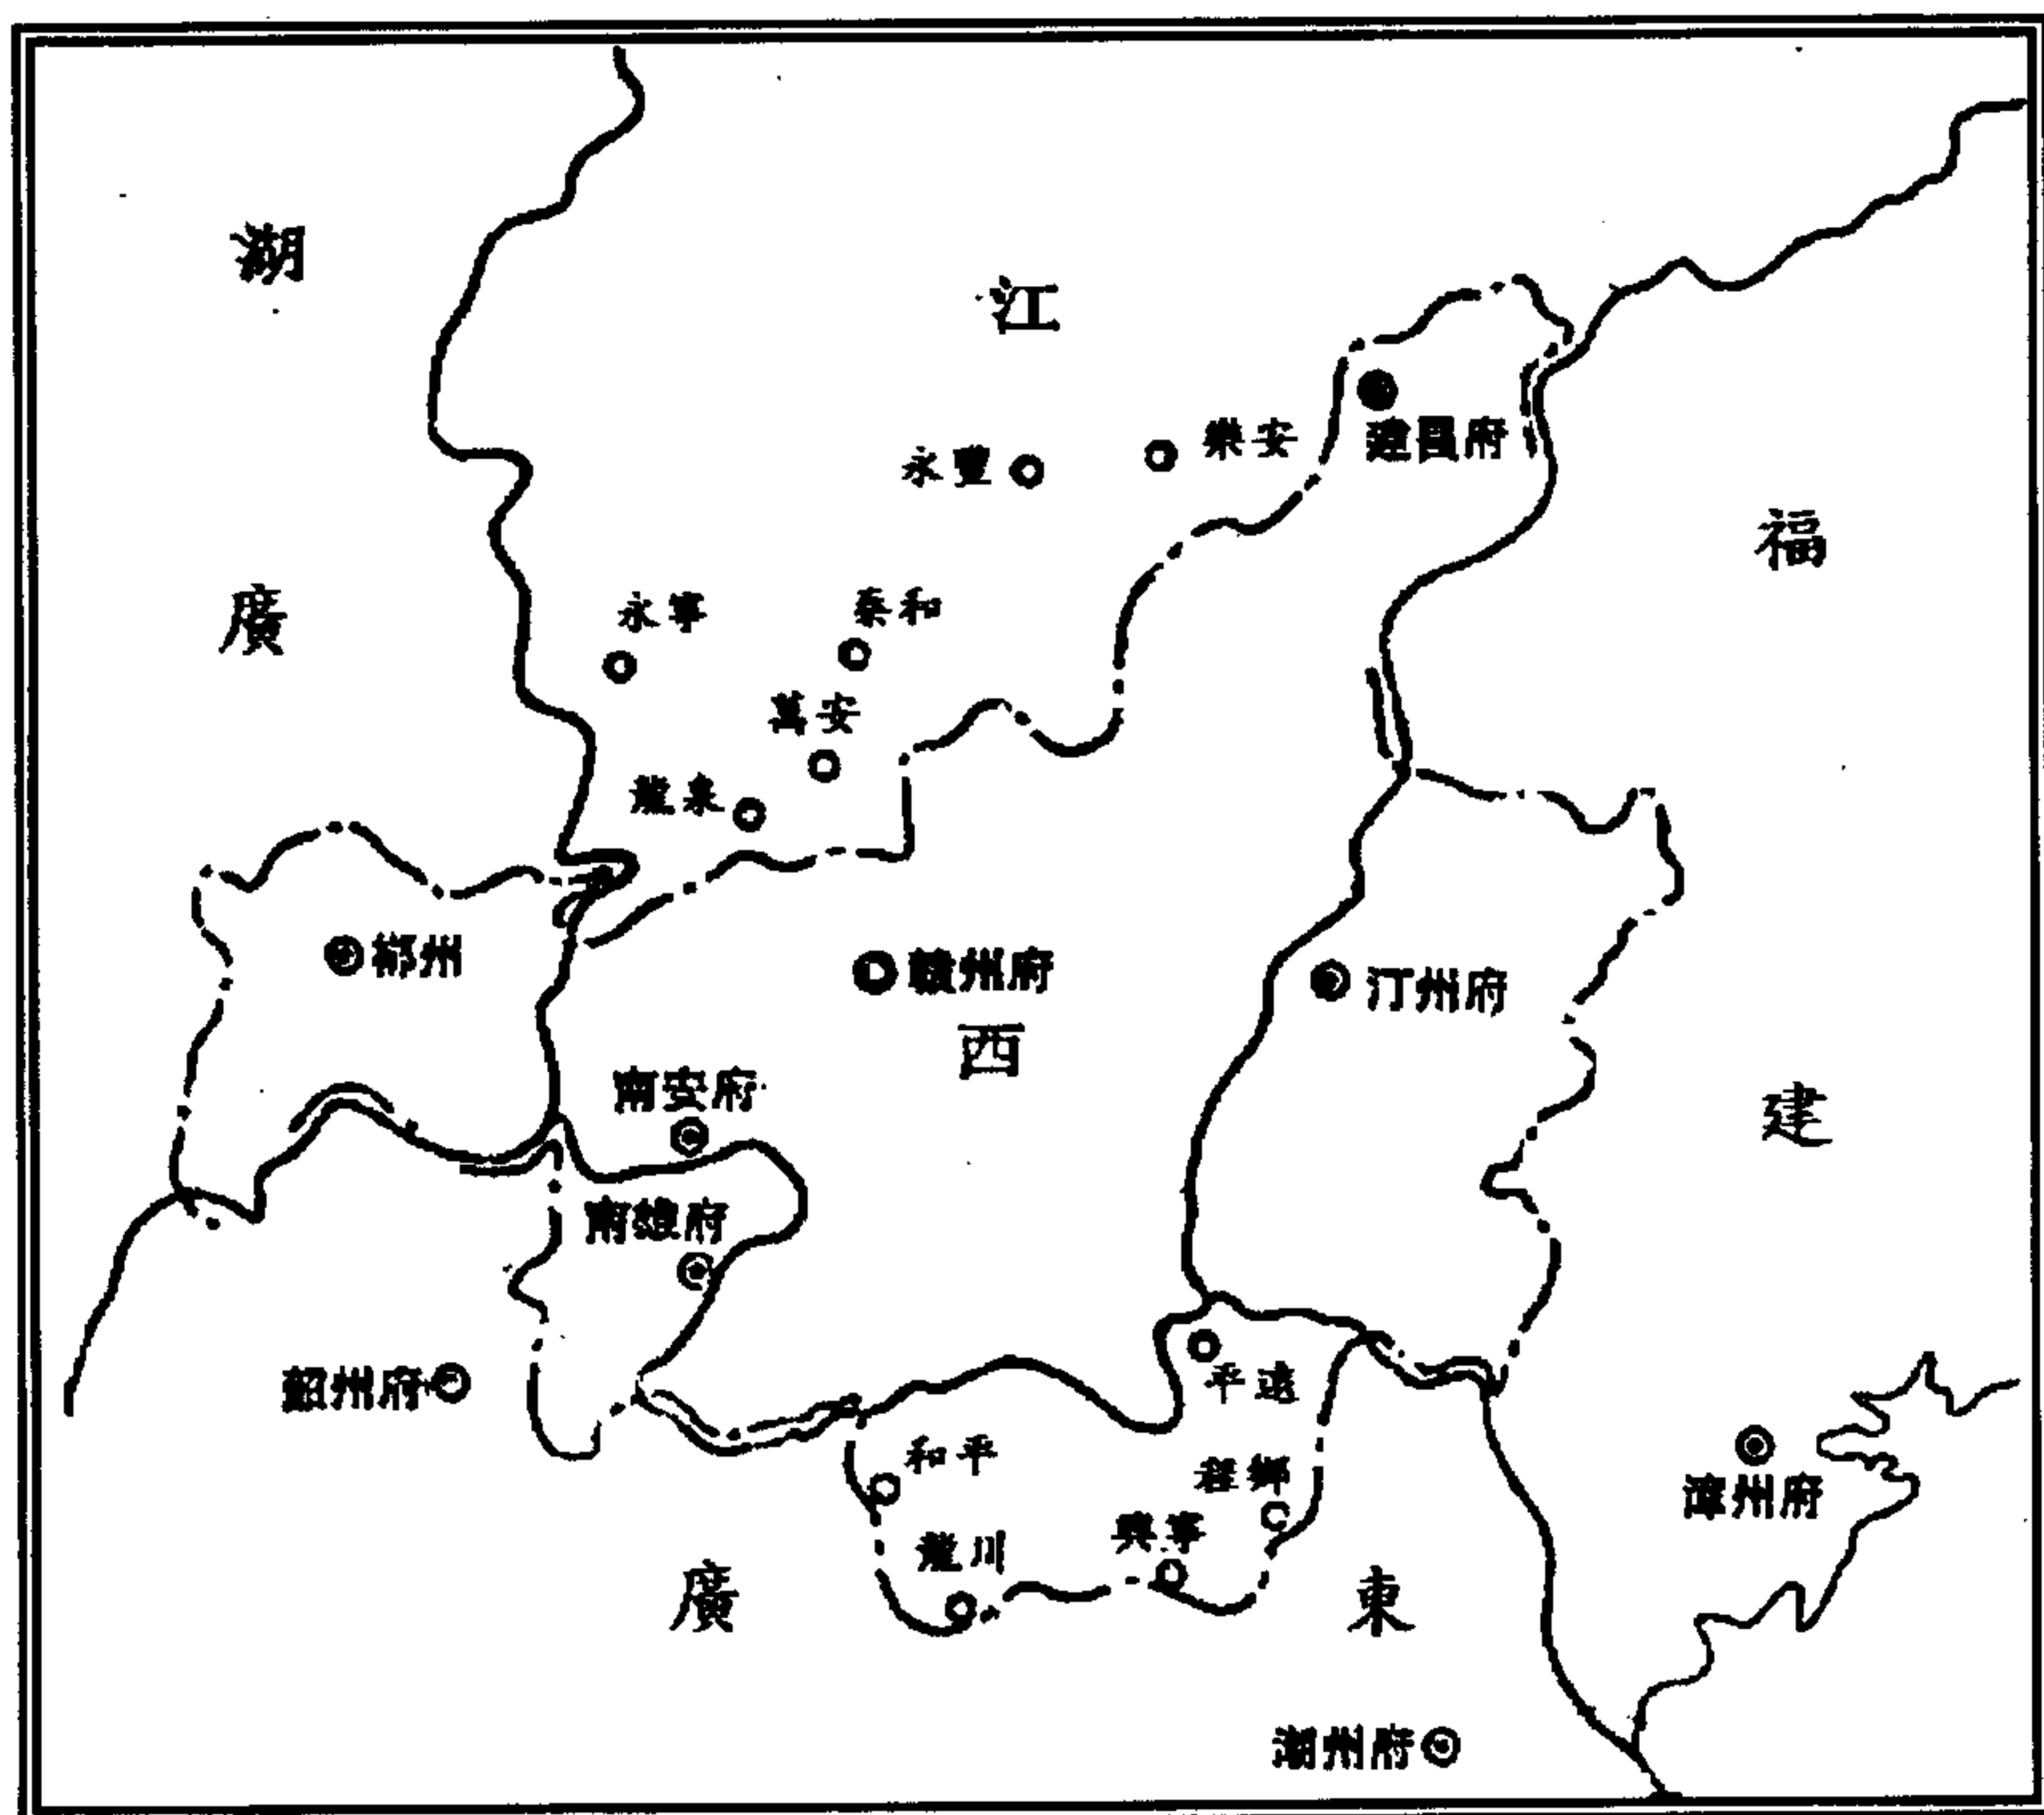 湖
江
樂安
建昌府
永豐
福
廣
永寧
泰和
萬安
龍泉
郴州
贛州府
汀州府
西
南安府
建
南雄府
韶州府
平遠
和平
程鄉
漳州府
興寧
龍川
廣
東
潮州府